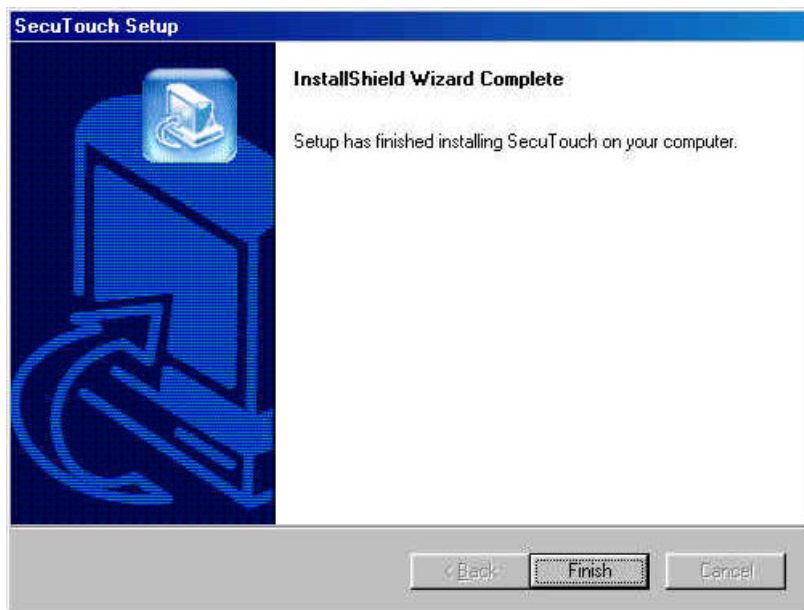 SecuTouch Setup
InstallShield Wizard Complete
Setup has finished installing SecuTouch on your computer.
< Back
Finish
Cancel